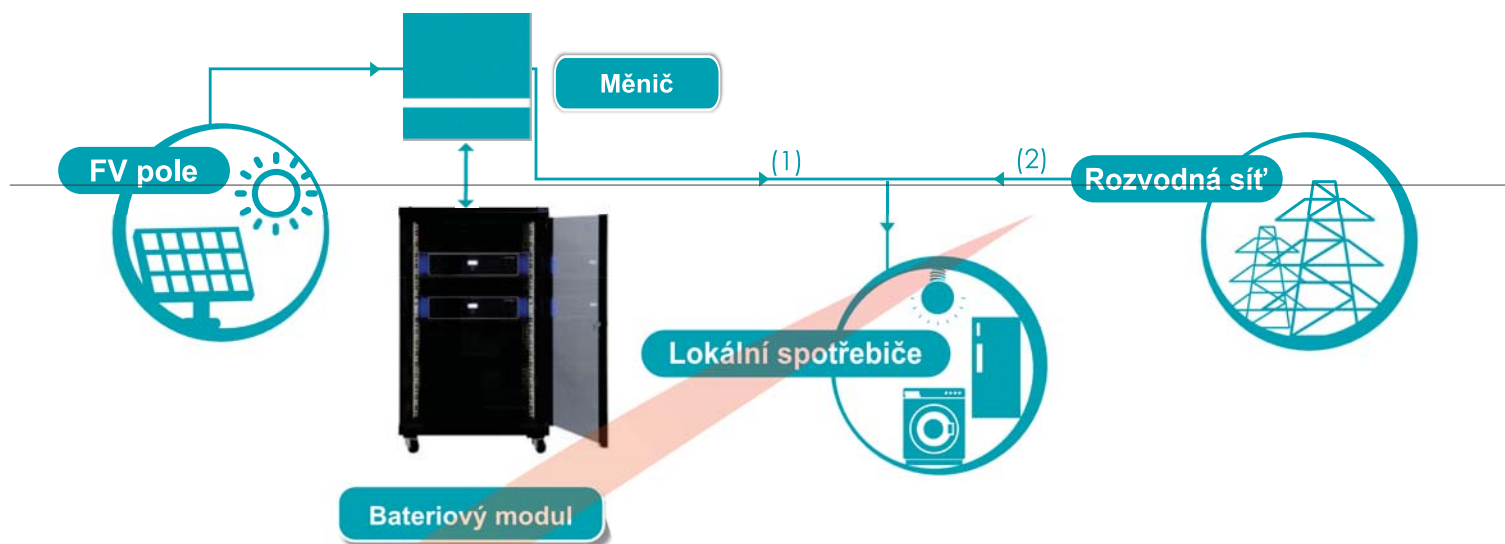 Měnič
FV pole
(1)
(2)
Rozvodná síť
Lokální spotřebiče
Bateriový modul